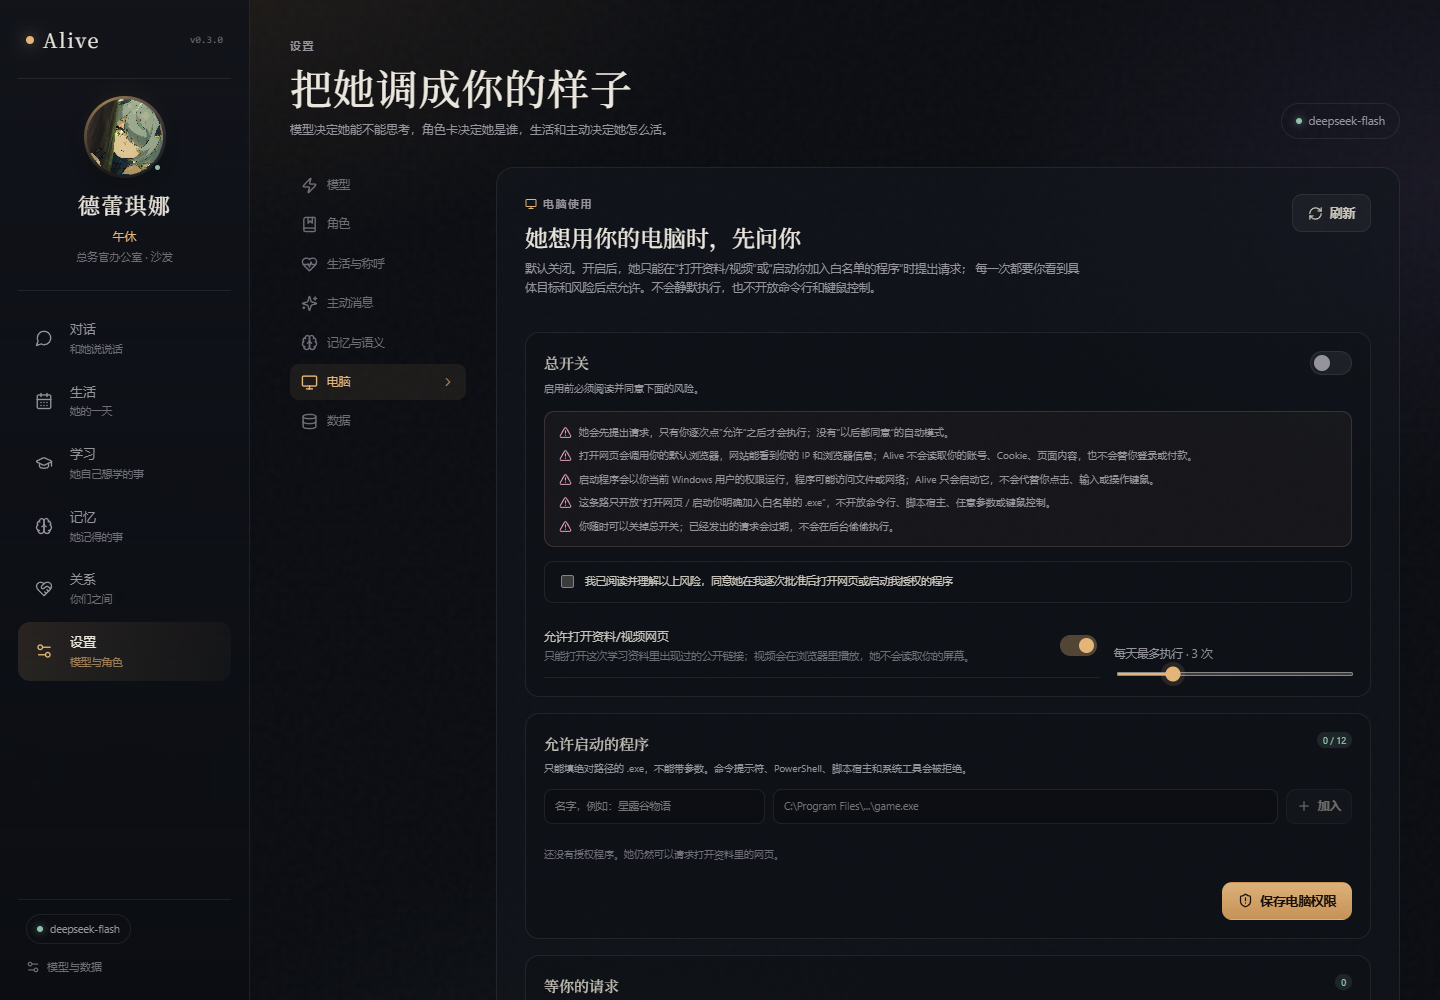 Alive
v0.3.0
德蕾琪娜
午休
总务官办公室 · 沙发
对话
和她说说话
生活
她的一天
学习
她自己想学的事
记忆
她记得的事
关系
你们之间
设置
模型与角色
deepseek-flash
模型与数据
设置
把她调成你的样子
模型决定她能不能思考，角色卡决定她是谁，生活和主动决定她怎么活。
deepseek-flash
模型
角色
生活与称呼
主动消息
记忆与语义
电脑
数据
电脑使用
刷新
她想用你的电脑时，先问你
默认关闭。开启后，她只能在"打开资料/视频"或"启动你加入白名单的程序"时提出请求； 每一次都要你看到具
体目标和风险后点允许。不会静默执行，也不开放命令行和键鼠控制。
总开关
启用前必须阅读并同意下面的风险。
她会先提出请求，只有你逐次点"允许"之后才会执行；没有"以后都同意"的自动模式。
打开网页会调用你的默认浏览器，网站能看到你的 IP 和浏览器信息；Alive 不会读取你的账号、Cookie、页面内容，也不会替你登录或付款。
启动程序会以你当前 Windows 用户的权限运行，程序可能访问文件或网络；Alive 只会启动它，不会代替你点击、输入或操作键鼠。
这条路只开放"打开网页 / 启动你明确加入白名单的 .exe"，不开放命令行、脚本宿主、任意参数或键鼠控制。
你随时可以关掉总开关；已经发出的请求会过期，不会在后台偷偷执行。
我已阅读并理解以上风险，同意她在我逐次批准后打开网页或启动我授权的程序
允许打开资料/视频网页
只能打开这次学习资料里出现过的公开链接；视频会在浏览器里播放，她不会读取你的屏幕。
每天最多执行 · 3 次
允许启动的程序
0 / 12
只能填绝对路径的 .exe，不能带参数。命令提示符、PowerShell、脚本宿主和系统工具会被拒绝。
名字，例如：星露谷物语
C:\Program Files\...\game.exe
加入
还没有授权程序。她仍然可以请求打开资料里的网页。
保存电脑权限
等你的请求
0